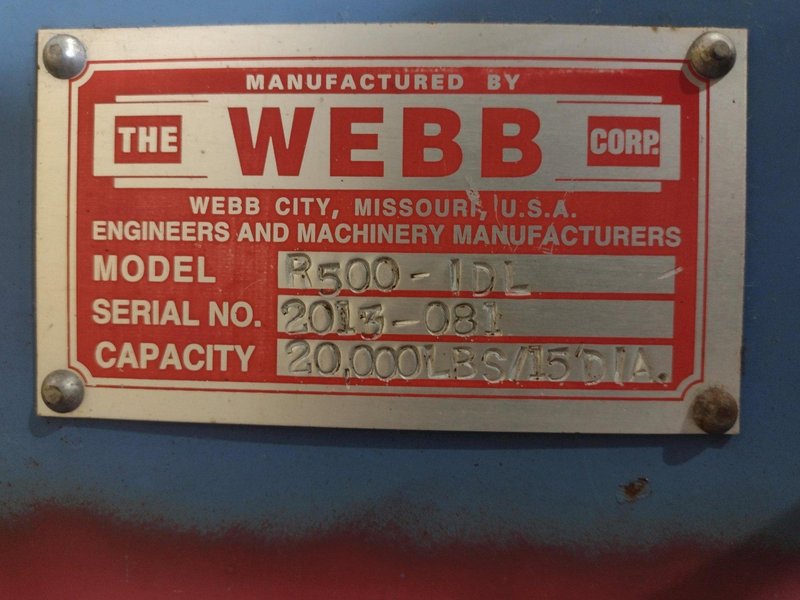 MANUFACTURED BY
THE WEBB CORP.
WEBB CITY, MISSOURI, U.S.A.
ENGINEERS AND MACHINERY MANUFACTURERS
MODEL R500-1DL
SERIAL NO. 2013-081
CAPACITY 20,000LBS/15'DIA.